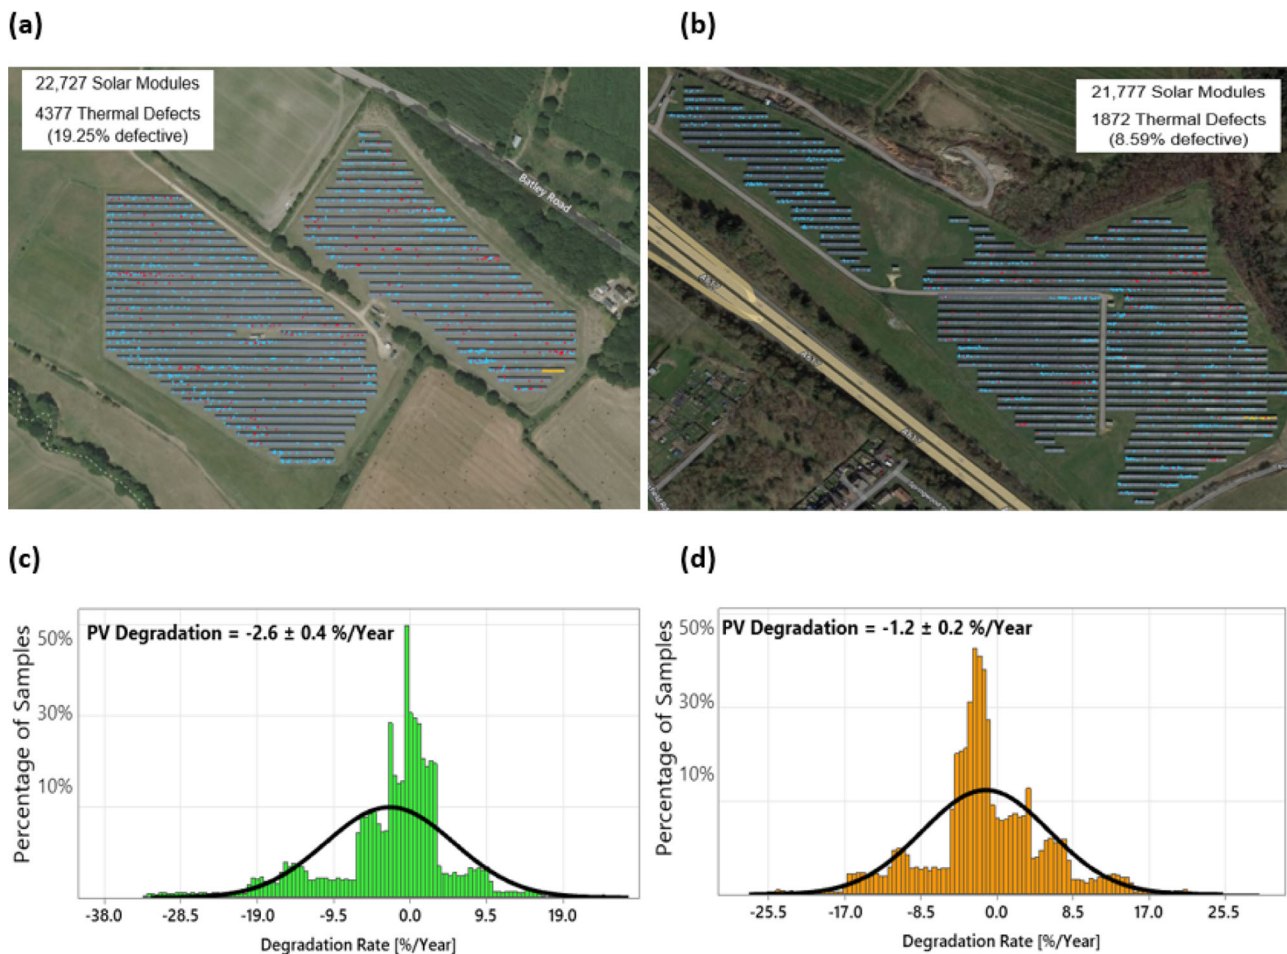 (a)
(b)
22,727 Solar Modules
4377 Thermal Defects
(19.25% defective)
21,777 Solar Modules
1872 Thermal Defects
(8.59% defective)
Batley Road
Springwood
(c)
(d)
PV Degradation = -2.6 ± 0.4 %/Year
Percentage of Samples
50%
30%
10%
-38.0 -28.5 -19.0 -9.5 0.0 9.5 19.0
Degradation Rate [%/Year]
PV Degradation = -1.2 ± 0.2 %/Year
Percentage of Samples
50%
30%
10%
-25.5 -17.0 -8.5 0.0 8.5 17.0 25.5
Degradation Rate [%/Year]